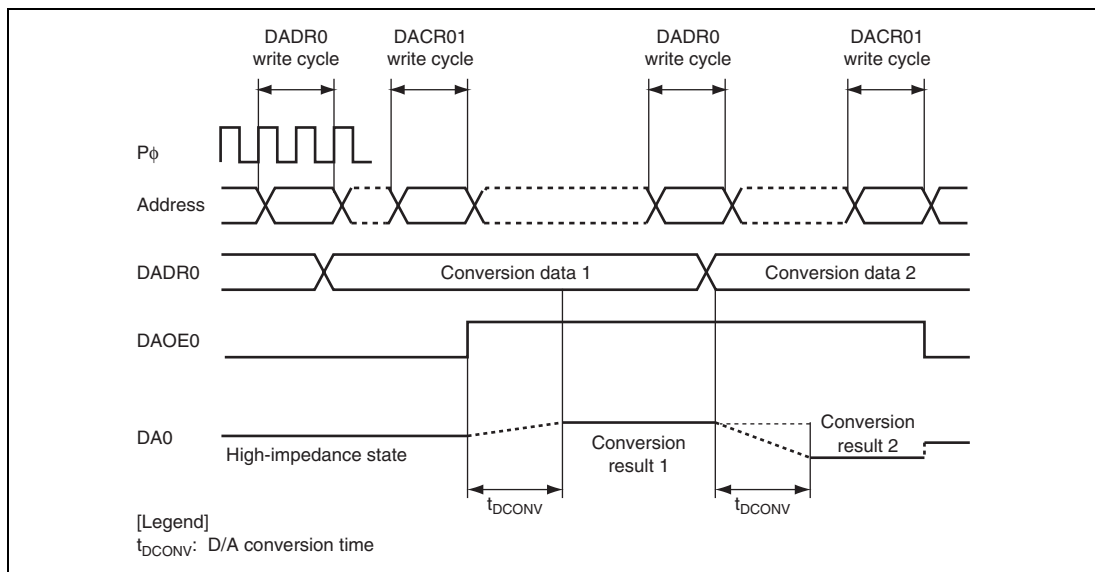 DADR0
write cycle
DACR01
write cycle
DADR0
write cycle
DACR01
write cycle
Pϕ
Address
DADR0
Conversion data 1
Conversion data 2
DAOE0
DA0
High-impedance state
Conversion
result 1
Conversion
result 2
tDCONV
tDCONV
[Legend]
tDCONV: D/A conversion time